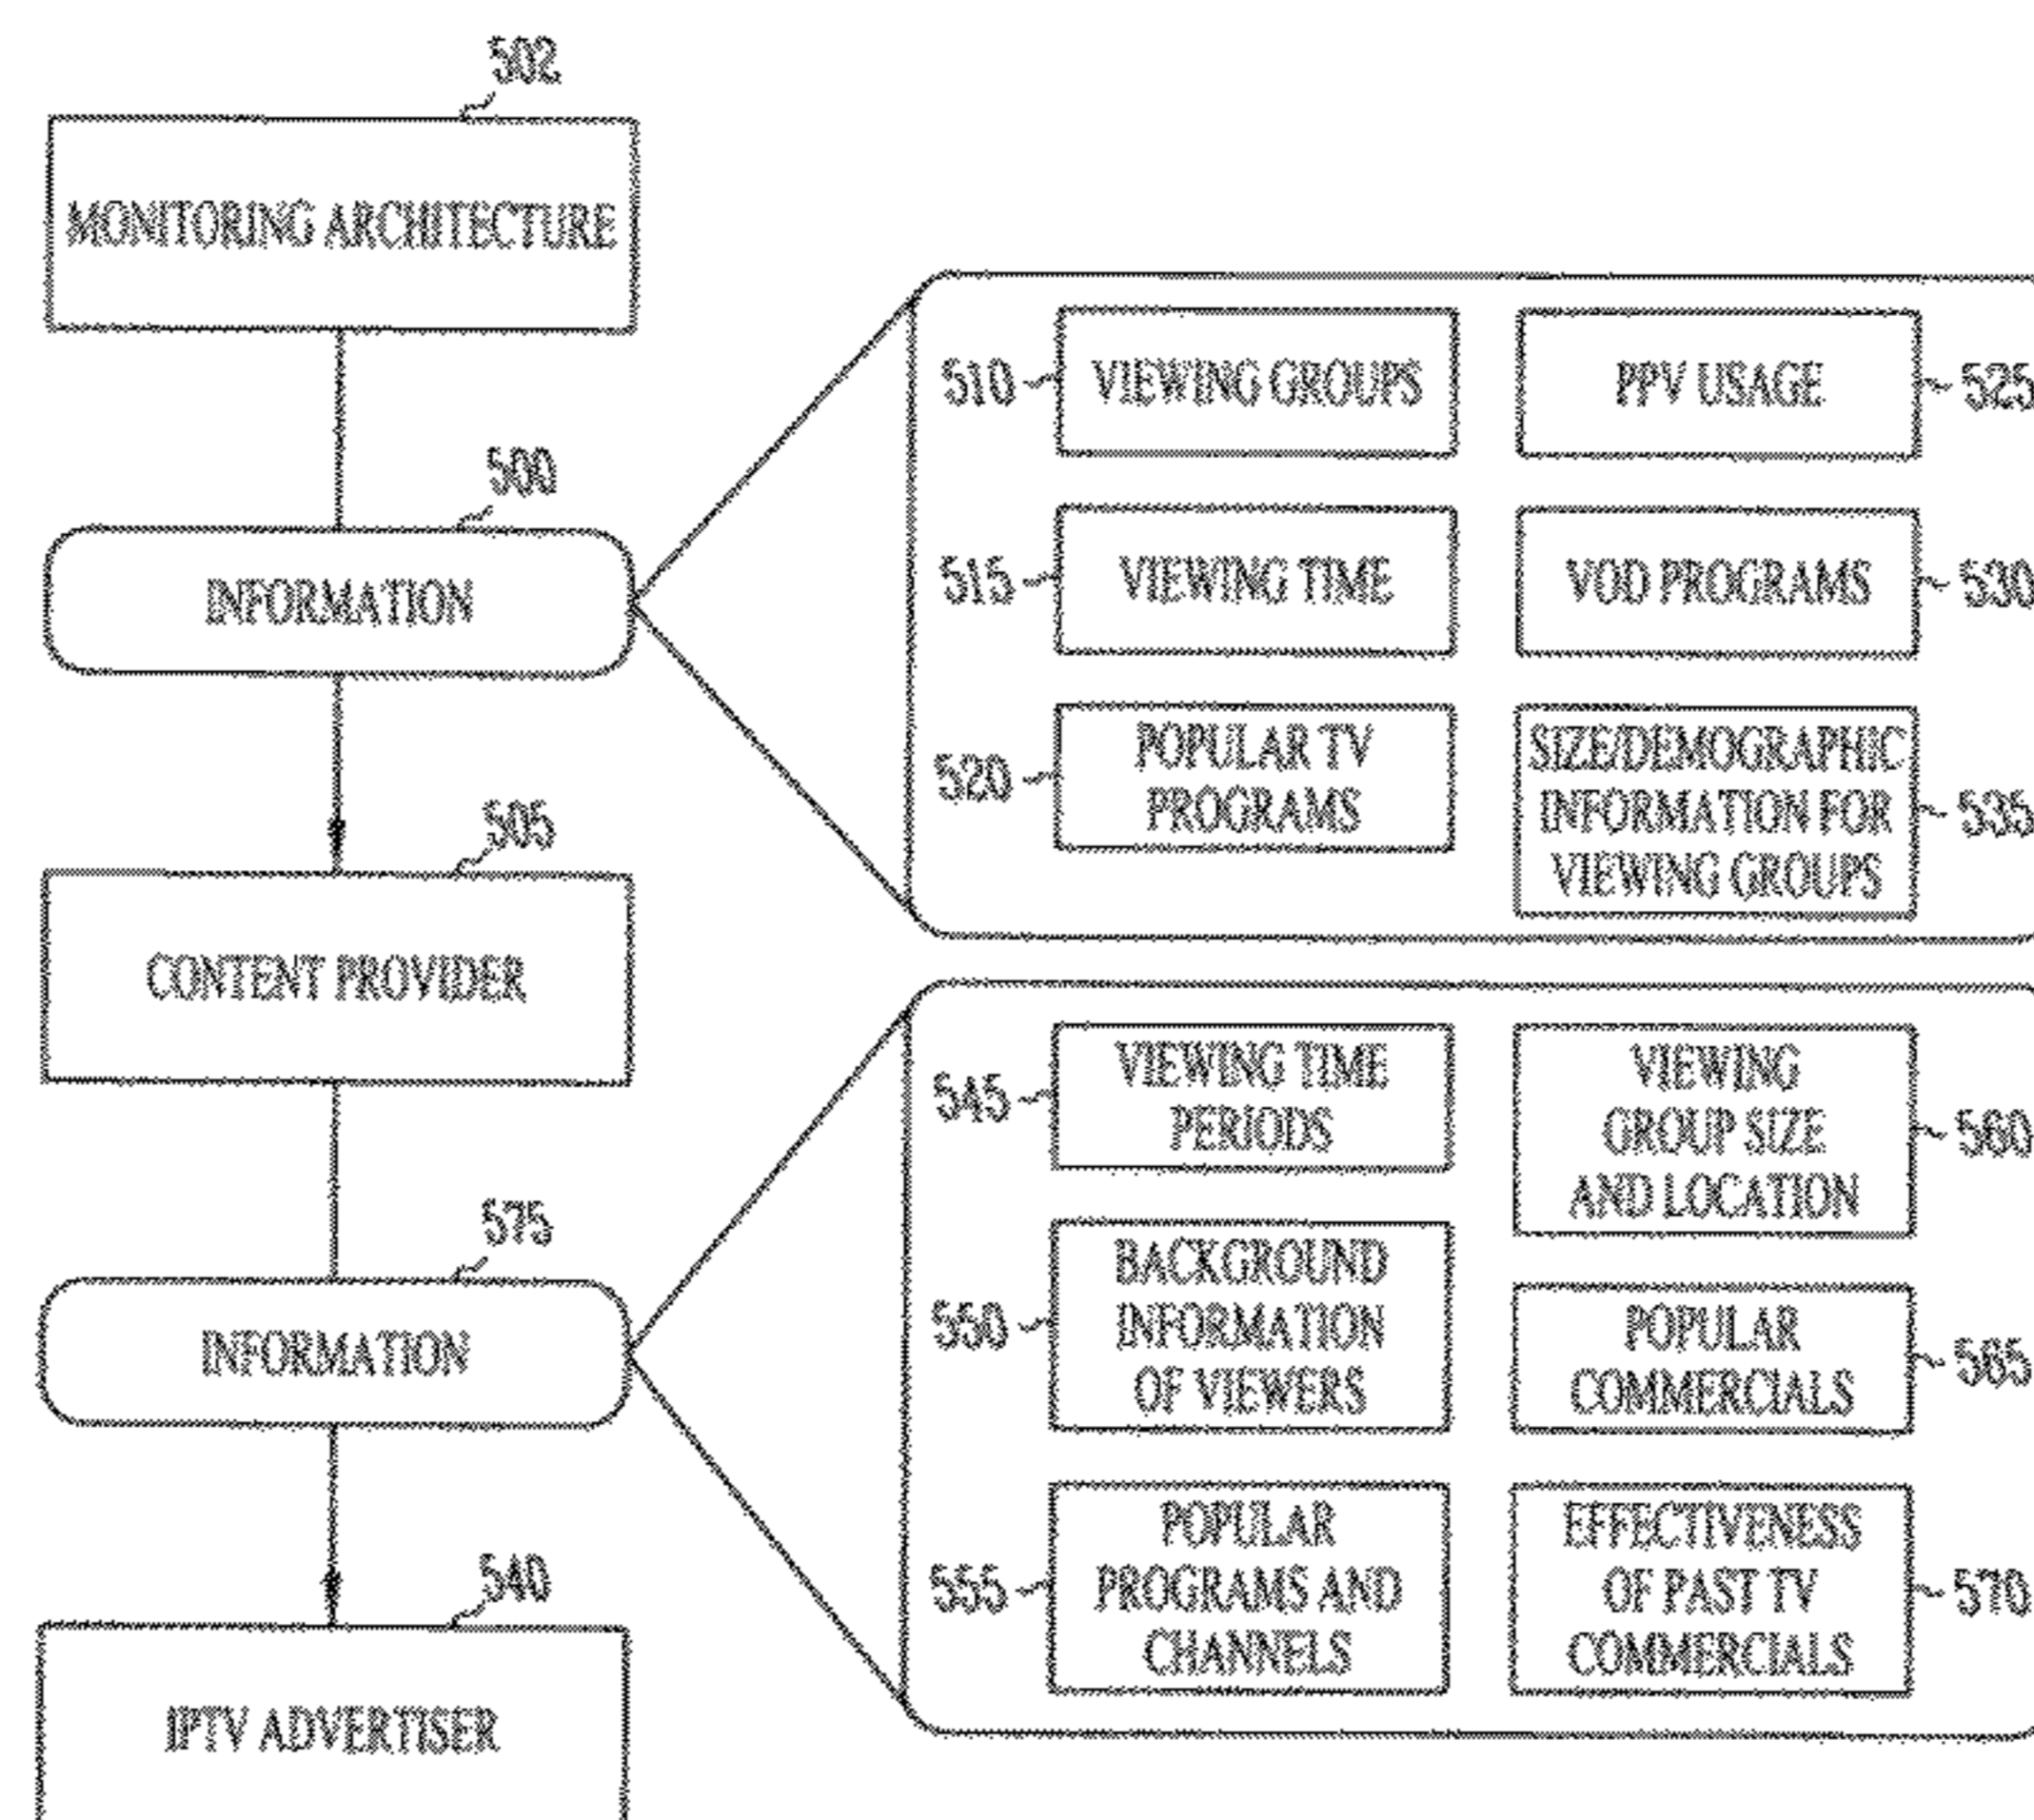 502
MONITORING ARCHITECTURE
500
INFORMATION
505
CONTENT PROVIDER
575
INFORMATION
540
IPTV ADVERTISER
510
VIEWING GROUPS
PPV USAGE
525
515
VIEWING TIME
VOD PROGRAMS
530
520
POPULAR TV
PROGRAMS
SIZE/DEMOGRAPHIC
INFORMATION FOR
VIEWING GROUPS
535
545
VIEWING TIME
PERIODS
VIEWING
GROUP SIZE
AND LOCATION
560
550
BACKGROUND
INFORMATION
OF VIEWERS
POPULAR
COMMERCIALS
565
555
POPULAR
PROGRAMS AND
CHANNELS
EFFECTIVENESS
OF PAST TV
COMMERCIALS
570